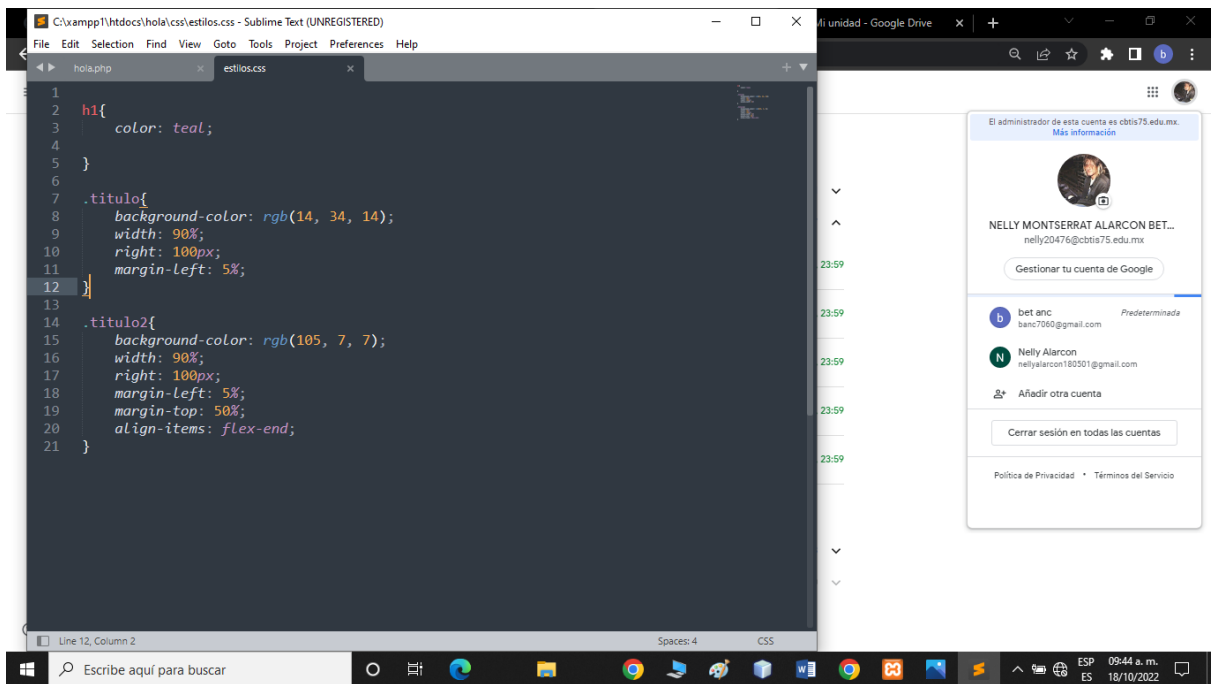 C:\xampp1\htdocs\hola\css\estilos.css - Sublime Text (UNREGISTERED)
File Edit Selection Find View Goto Tools Project Preferences Help
hola.php
estilos.css
1
2 h1{
3 color: teal;
4
5 }
6
7 .titulo{
8 background-color: rgb(14, 34, 14);
9 width: 90%;
10 right: 100px;
11 margin-left: 5%;
12 }
13
14 .titulo2{
15 background-color: rgb(105, 7, 7);
16 width: 90%;
17 right: 100px;
18 margin-left: 5%;
19 margin-top: 50%;
20 align-items: flex-end;
21 }
Line 12, Column 2
Spaces: 4
CSS
Mi unidad - Google Drive
b
23:59
23:59
23:59
23:59
23:59
El administrador de esta cuenta es cbtis75.edu.mx.
Más información
NELLY MONTSERRAT ALARCON BET...
nelly20476@cbtis75.edu.mx
Gestionar tu cuenta de Google
b
bet anc
Predeterminada
banc7060@gmail.com
N
Nelly Alarcon
nellyalarcon180501@gmail.com
Añadir otra cuenta
Cerrar sesión en todas las cuentas
Política de Privacidad • Términos del Servicio
Escribe aquí para buscar
ESP
ES
09:44 a. m.
18/10/2022